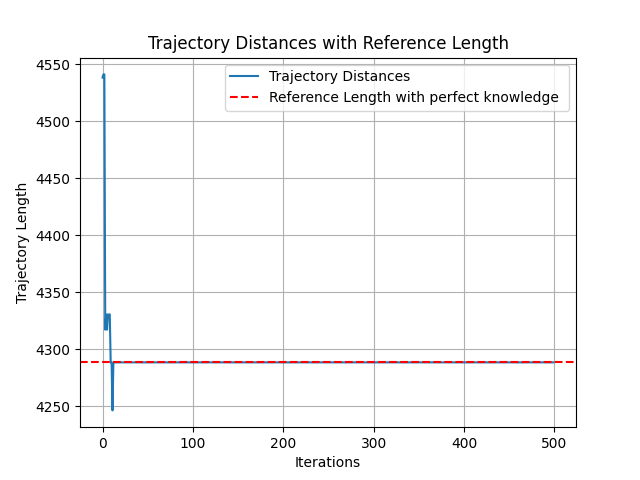 Trajectory Distances with Reference Length
Trajectory Distances
Reference Length with perfect knowledge
4550
4500
4450
4400
4350
4300
4250
Trajectory Length
0 100 200 300 400 500
Iterations